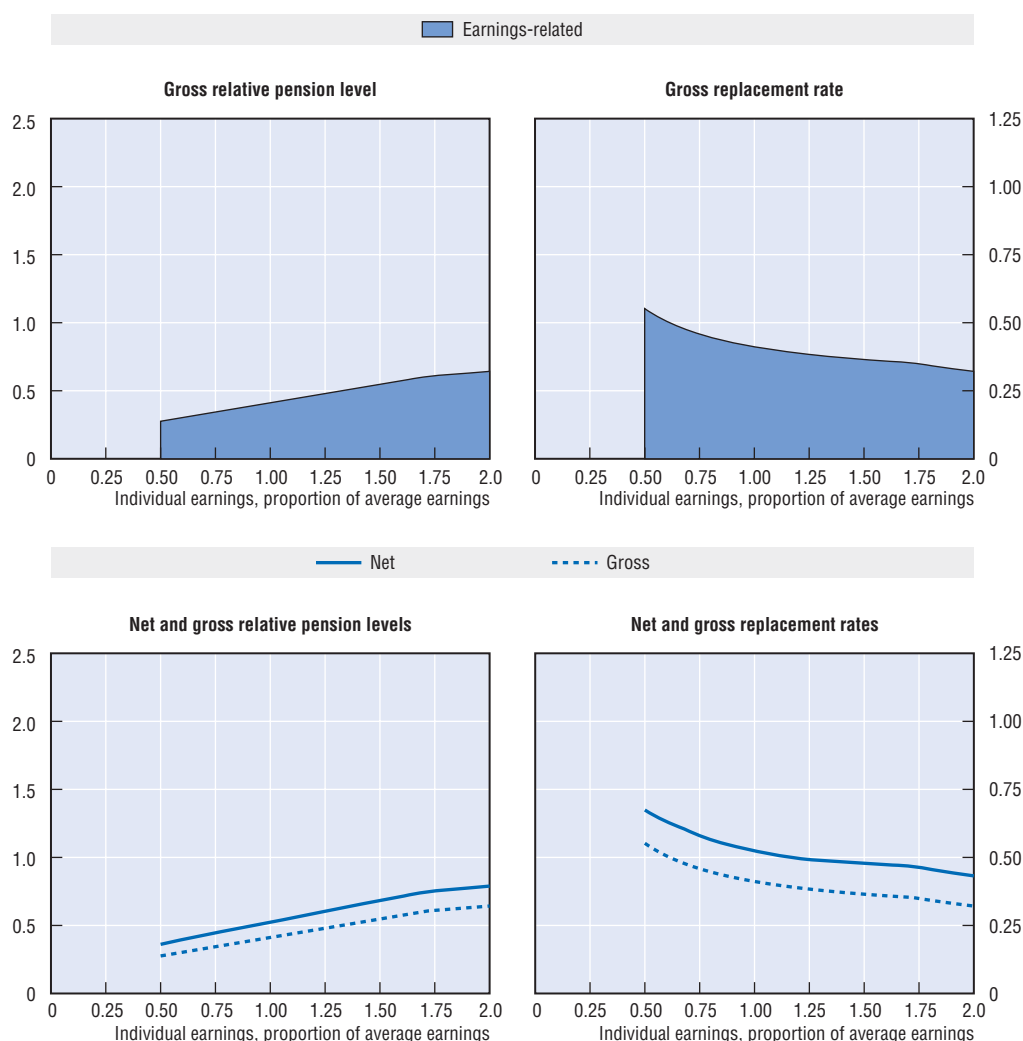 Earnings-related
Gross relative pension level
2.5
2.0
1.5
1.0
0.5
0
0 0.25 0.50 0.75 1.00 1.25 1.50 1.75 2.0
Individual earnings, proportion of average earnings
Gross replacement rate
1.25
1.00
0.75
0.50
0.25
0
0 0.25 0.50 0.75 1.00 1.25 1.50 1.75 2.0
Individual earnings, proportion of average earnings
Net Gross
Net and gross relative pension levels
2.5
2.0
1.5
1.0
0.5
0
0 0.25 0.50 0.75 1.00 1.25 1.50 1.75 2.0
Individual earnings, proportion of average earnings
Net and gross replacement rates
1.25
1.00
0.75
0.50
0.25
0
0 0.25 0.50 0.75 1.00 1.25 1.50 1.75 2.0
Individual earnings, proportion of average earnings